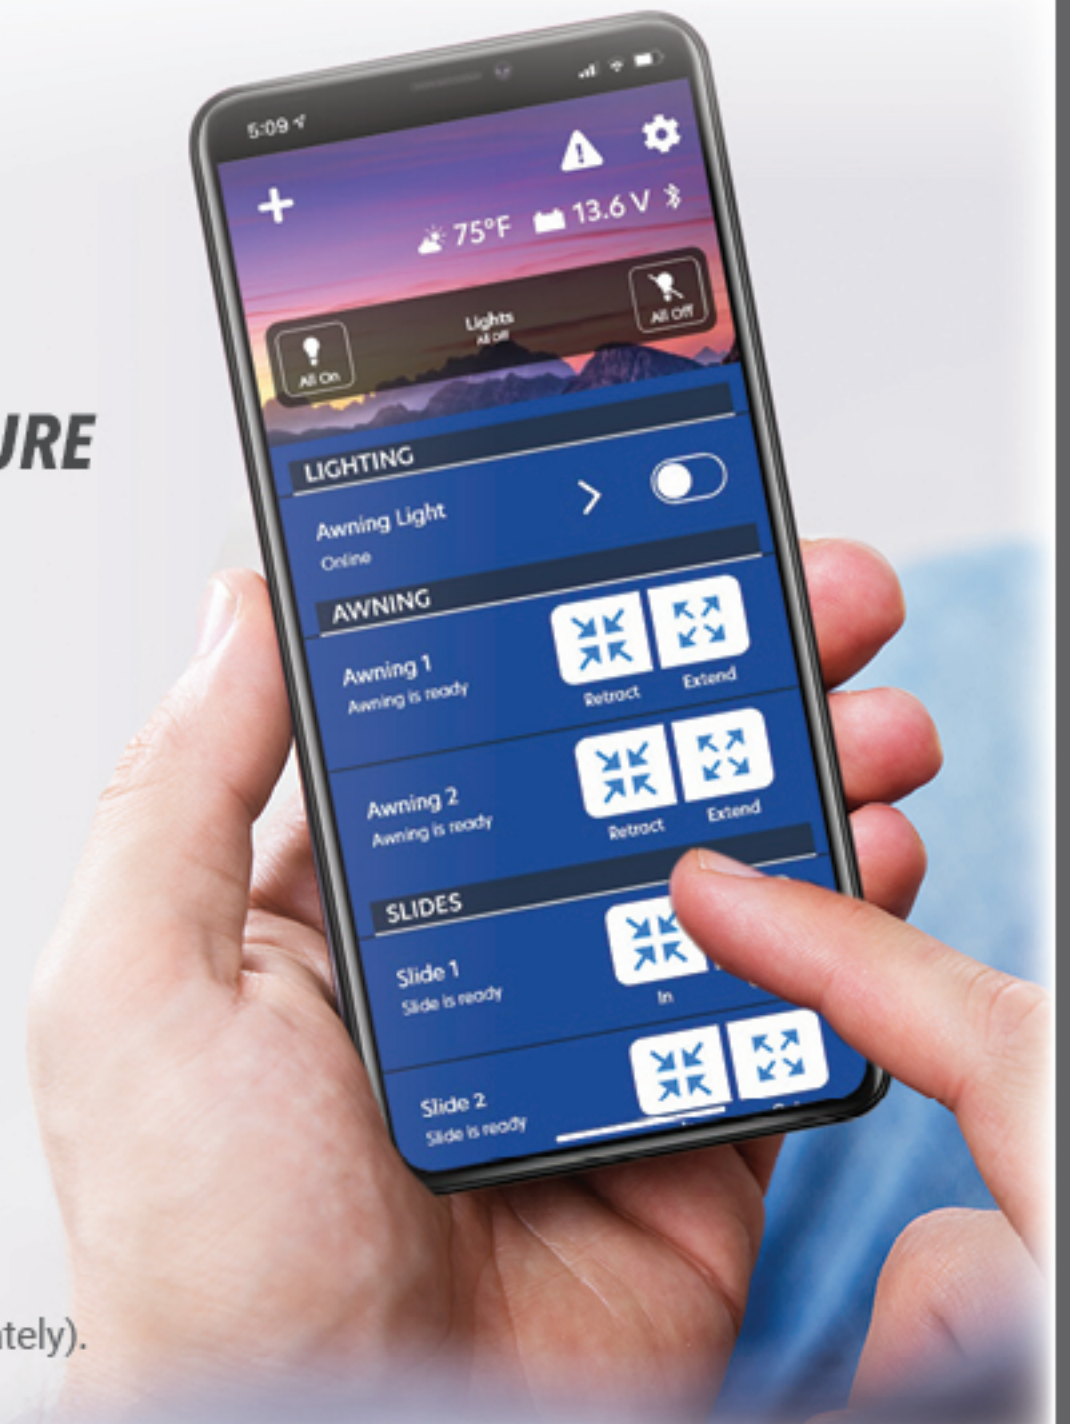 5:09
75°F 13.6 V
All On
Lights
All Off
All Off
URE
LIGHTING
Awning Light
Online
AWNING
Awning 1
Awning is ready
Retract Extend
Awning 2
Awning is ready
Retract Extend
SLIDES
Slide 1
Slide is ready
In
Slide 2
Slide is ready
ately).